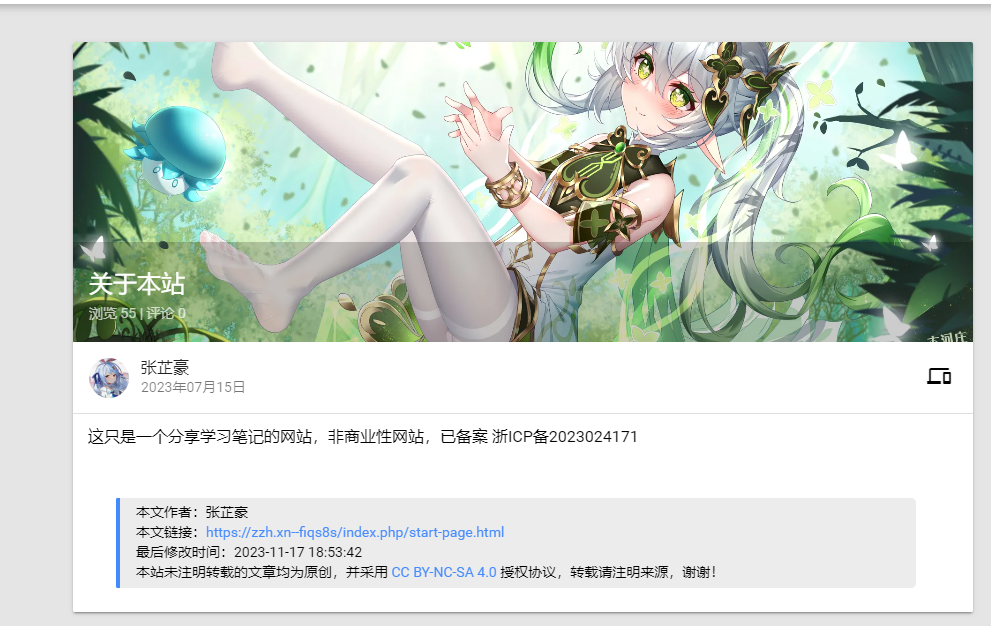 关于本站
浏览 55 | 评论 0
张芷豪
2023年07月15日
这只是一个分享学习笔记的网站，非商业性网站，已备案 浙ICP备2023024171
本文作者：张芷豪
本文链接：https://zzh.xn--fiqs8s/index.php/start-page.html
最后修改时间：2023-11-17 18:53:42
本站未注明转载的文章均为原创，并采用 CC BY-NC-SA 4.0 授权协议，转载请注明来源，谢谢！